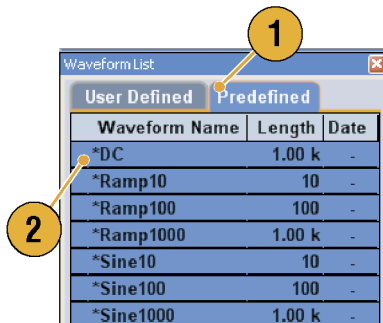 1
Waveform List
User Defined Predefined
Waveform Name Length Date
*DC 1.00 k -
*Ramp10 10 -
*Ramp100 100 -
*Ramp1000 1.00 k -
2
*Sine10 10 -
*Sine100 100 -
*Sine1000 1.00 k -